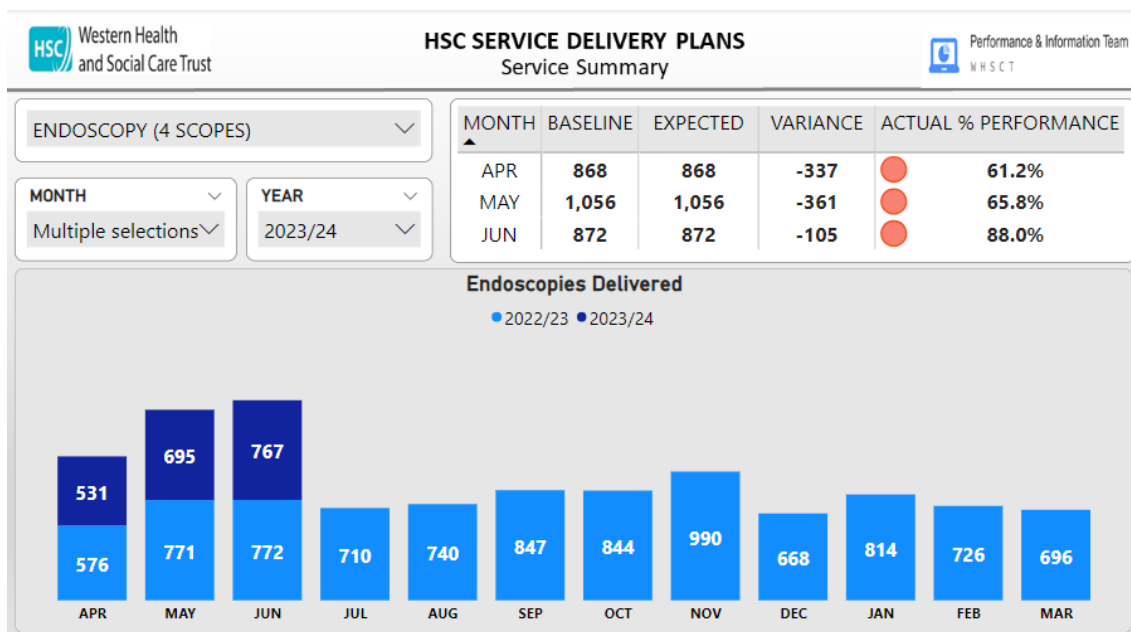 HSC
Western Health
and Social Care Trust
HSC SERVICE DELIVERY PLANS
Service Summary
Performance & Information Team
WHSCT
ENDOSCOPY (4 SCOPES)
MONTH
Multiple selections
YEAR
2023/24
MONTH BASELINE EXPECTED VARIANCE ACTUAL % PERFORMANCE
APR 868 868 -337 61.2%
MAY 1,056 1,056 -361 65.8%
JUN 872 872 -105 88.0%
Endoscopies Delivered
2022/23 2023/24
531 695 767
576 771 772 710 740 847 844 990 668 814 726 696
APR MAY JUN JUL AUG SEP OCT NOV DEC JAN FEB MAR